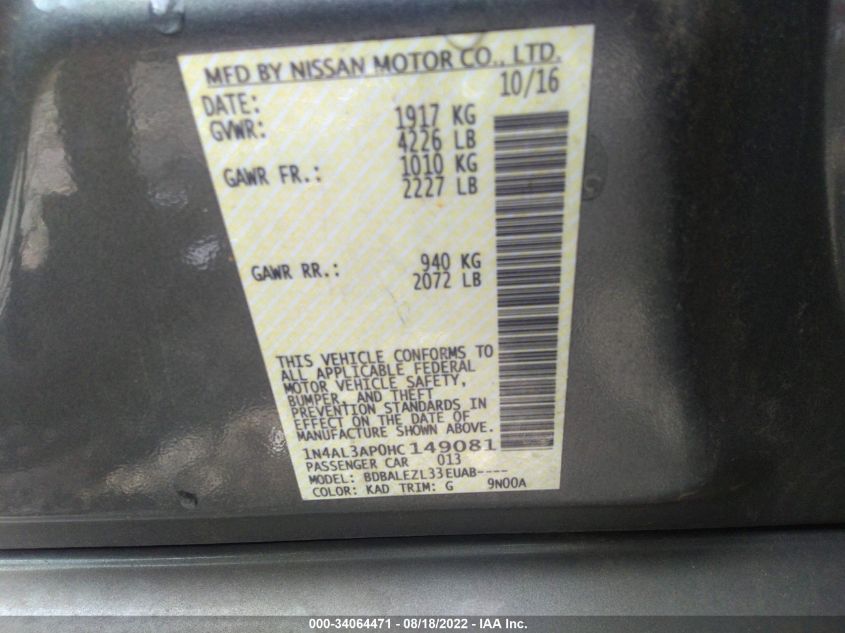 MFD BY NISSAN MOTOR CO., LTD.
DATE: 10/16
GVWR: 1917 KG
4226 LB
GAWR FR.: 1010 KG
2227 LB
GAWR RR.: 940 KG
2072 LB
THIS VEHICLE CONFORMS TO
ALL APPLICABLE FEDERAL
MOTOR VEHICLE SAFETY,
BUMPER, AND THEFT
PREVENTION STANDARDS IN
EFFECT ON THE DATE OF
MANUFACTURE SHOWN ABOVE.
1N4AL3AP0HC149081
PASSENGER CAR 013
MODEL: BDBALEZL33EUAB----
COLOR: KAD TRIM: G 9N00A
000-34064471 - 08/18/2022 - IAA Inc.